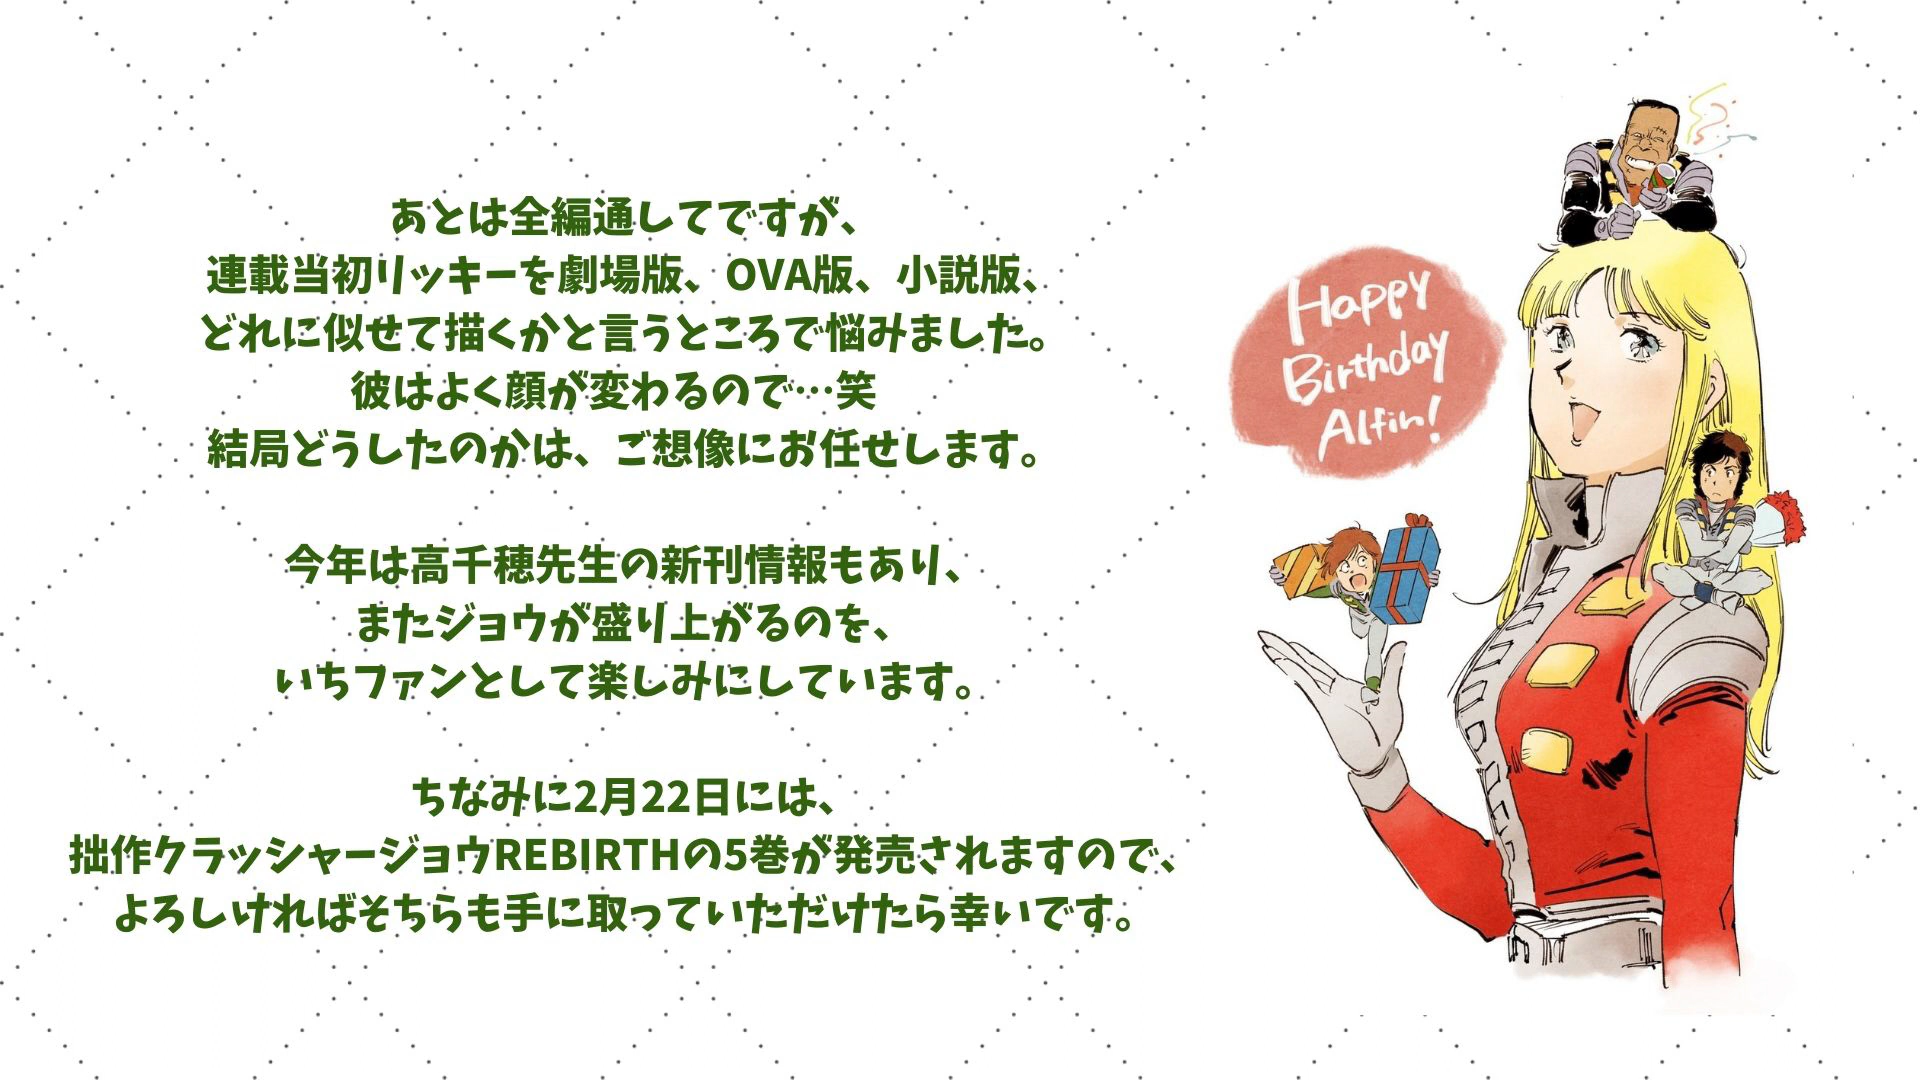 あとは全編通してですが、
連載当初リッキーを劇場版、OVA版、小説版、
どれに似せて描くかと言うところで悩みました。
彼はよく顔が変わるので…笑
結局どうしたのかは、ご想像にお任せします。
今年は高千穂先生の新刊情報もあり、
またジョウが盛り上がるのを、
いちファンとして楽しみにしています。
ちなみに2月22日には、
拙作クラッシャージョウREBIRTHの5巻が発売されますので、
よろしければそちらも手に取っていただけたら幸いです。
Happy
Birthday
Alfin!